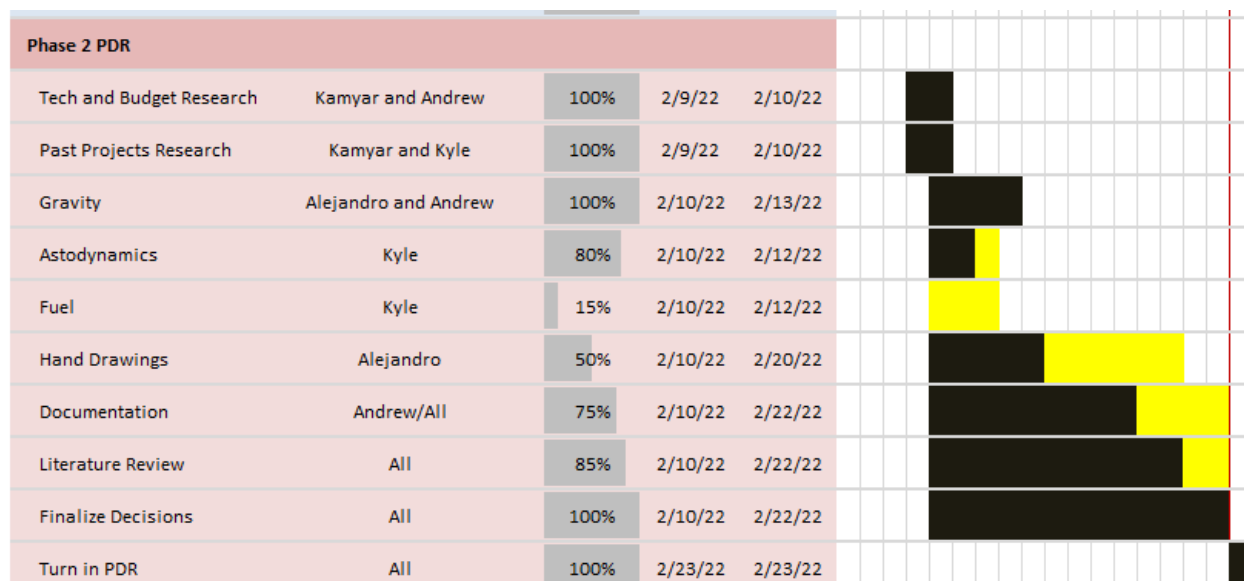 Phase 2 PDR
Tech and Budget Research Kamyar and Andrew 100% 2/9/22 2/10/22
Past Projects Research Kamyar and Kyle 100% 2/9/22 2/10/22
Gravity Alejandro and Andrew 100% 2/10/22 2/13/22
Astodynamics Kyle 80% 2/10/22 2/12/22
Fuel Kyle 15% 2/10/22 2/12/22
Hand Drawings Alejandro 50% 2/10/22 2/20/22
Documentation Andrew/All 75% 2/10/22 2/22/22
Literature Review All 85% 2/10/22 2/22/22
Finalize Decisions All 100% 2/10/22 2/22/22
Turn in PDR All 100% 2/23/22 2/23/22